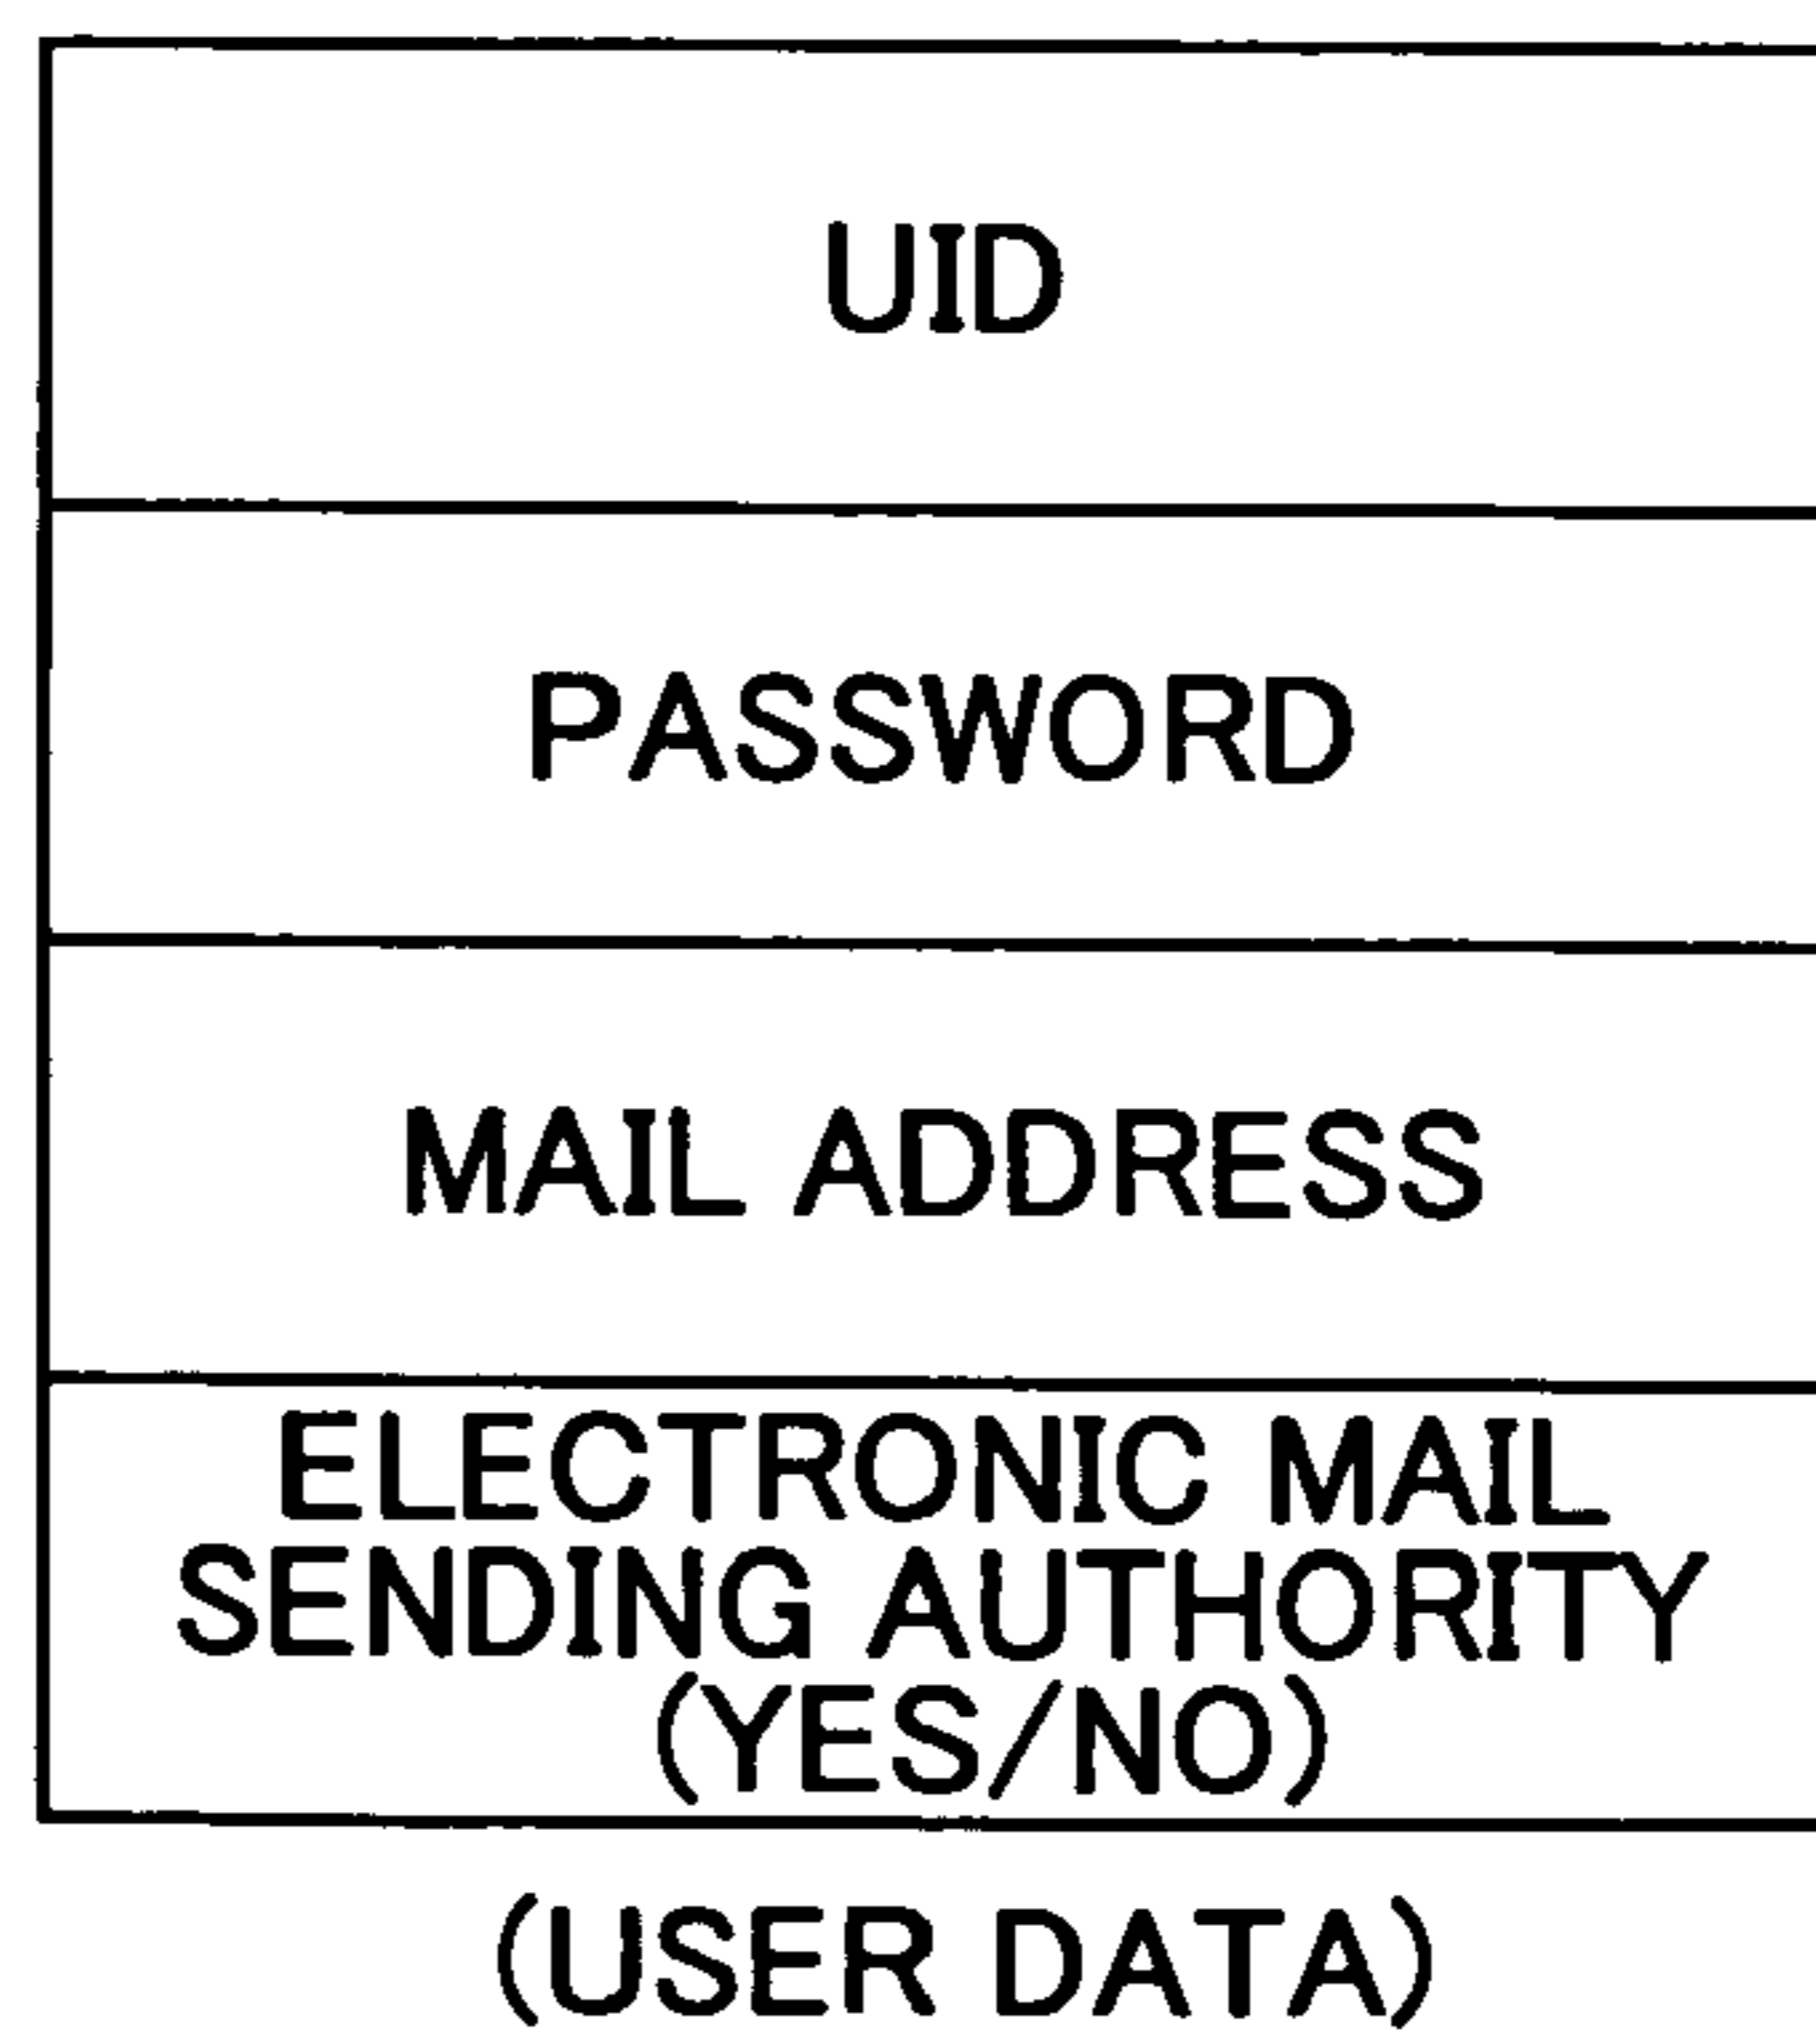 UID
PASSWORD
MAIL ADDRESS
ELECTRONIC MAIL
SENDING AUTHORITY
(YES/NO)
(USER DATA)